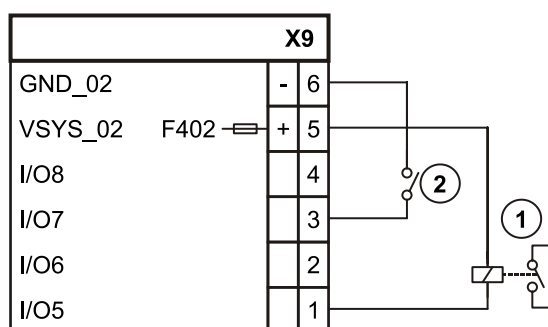 X9
GND_02 - 6
VSYS_02 F402 + 5
I/O8 4
I/O7 3
I/O6 2
I/O5 1
2
1